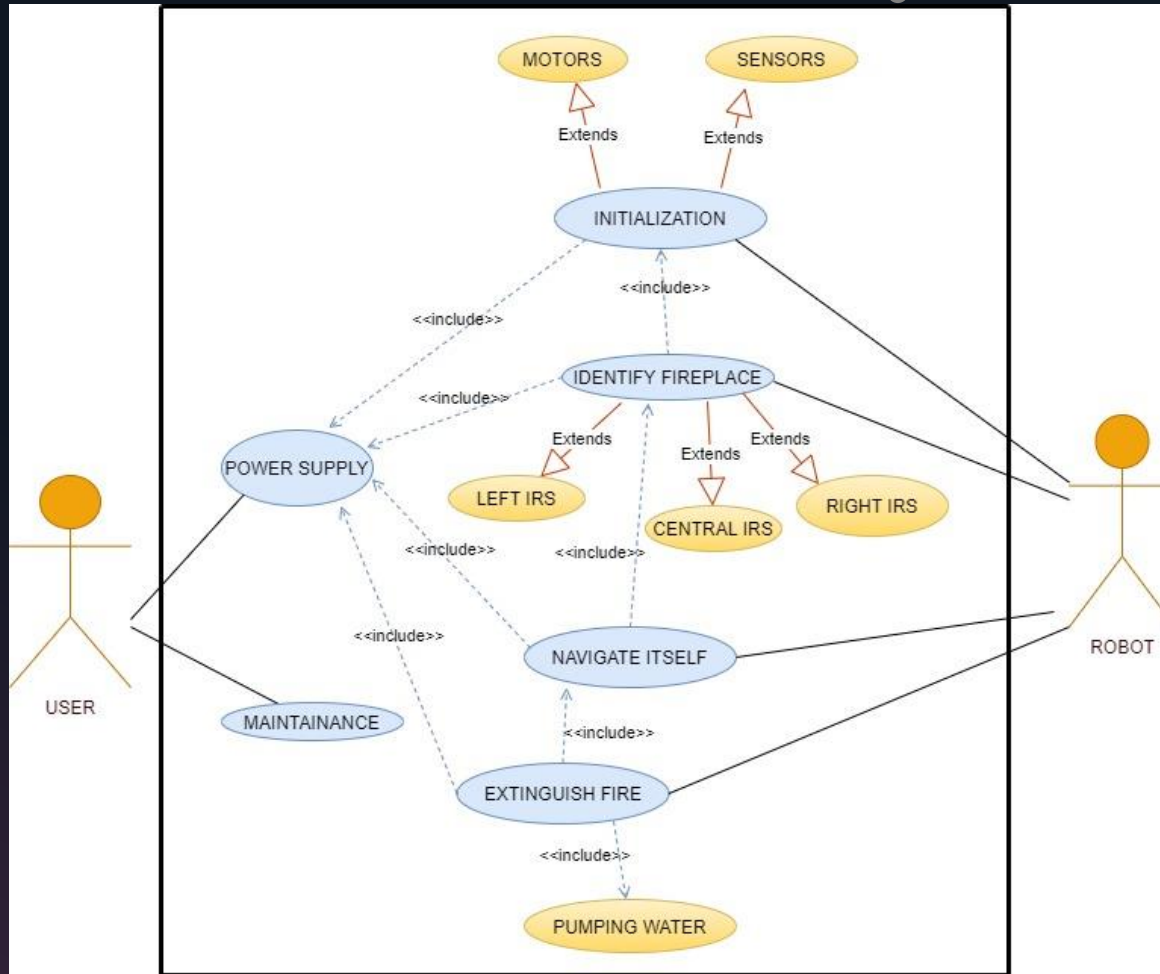 MOTORS
SENSORS
Extends
Extends
INITIALIZATION
<<include>>
<<include>>
IDENTIFY FIREPLACE
<<include>>
Extends
Extends
Extends
POWER SUPPLY
LEFT IRS
CENTRAL IRS
RIGHT IRS
<<include>>
<<include>>
<<include>>
NAVIGATE ITSELF
ROBOT
USER
MAINTAINANCE
<<include>>
EXTINGUISH FIRE
<<include>>
PUMPING WATER